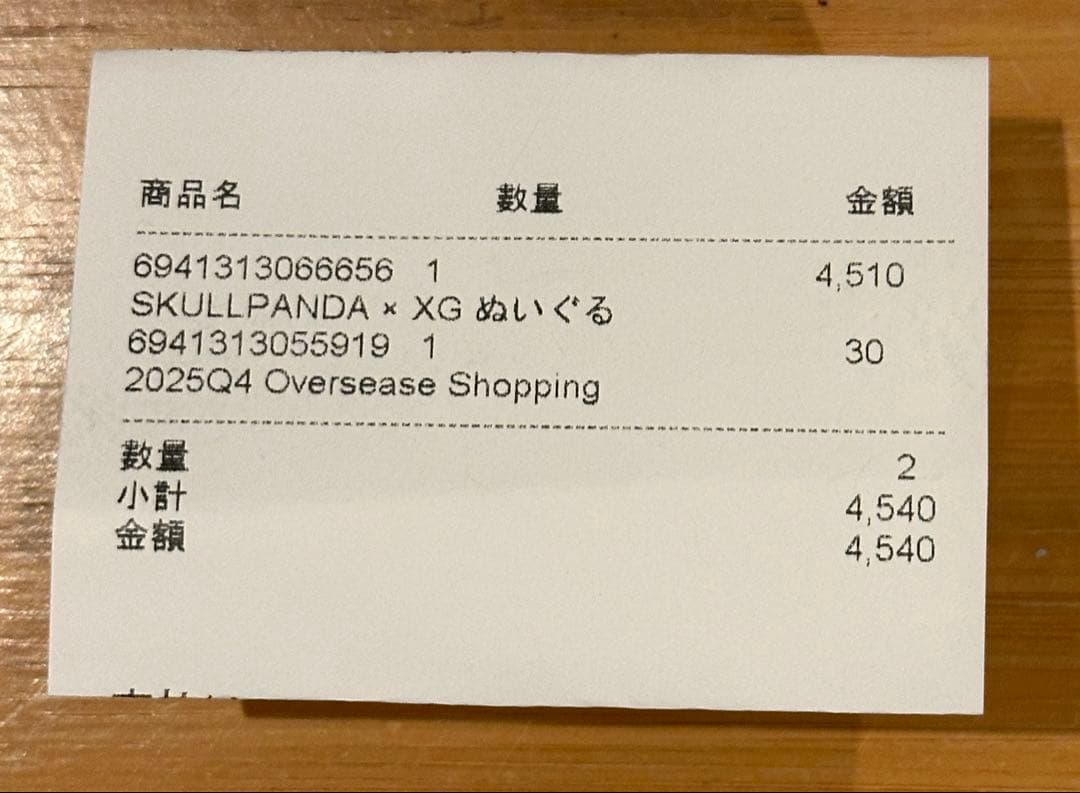 商品名 数量 金額
6941313066656 1 4,510
SKULLPANDA × XG ぬいぐる
6941313055919 1 30
2025Q4 Oversease Shopping
数量 2
小計 4,540
金額 4,540